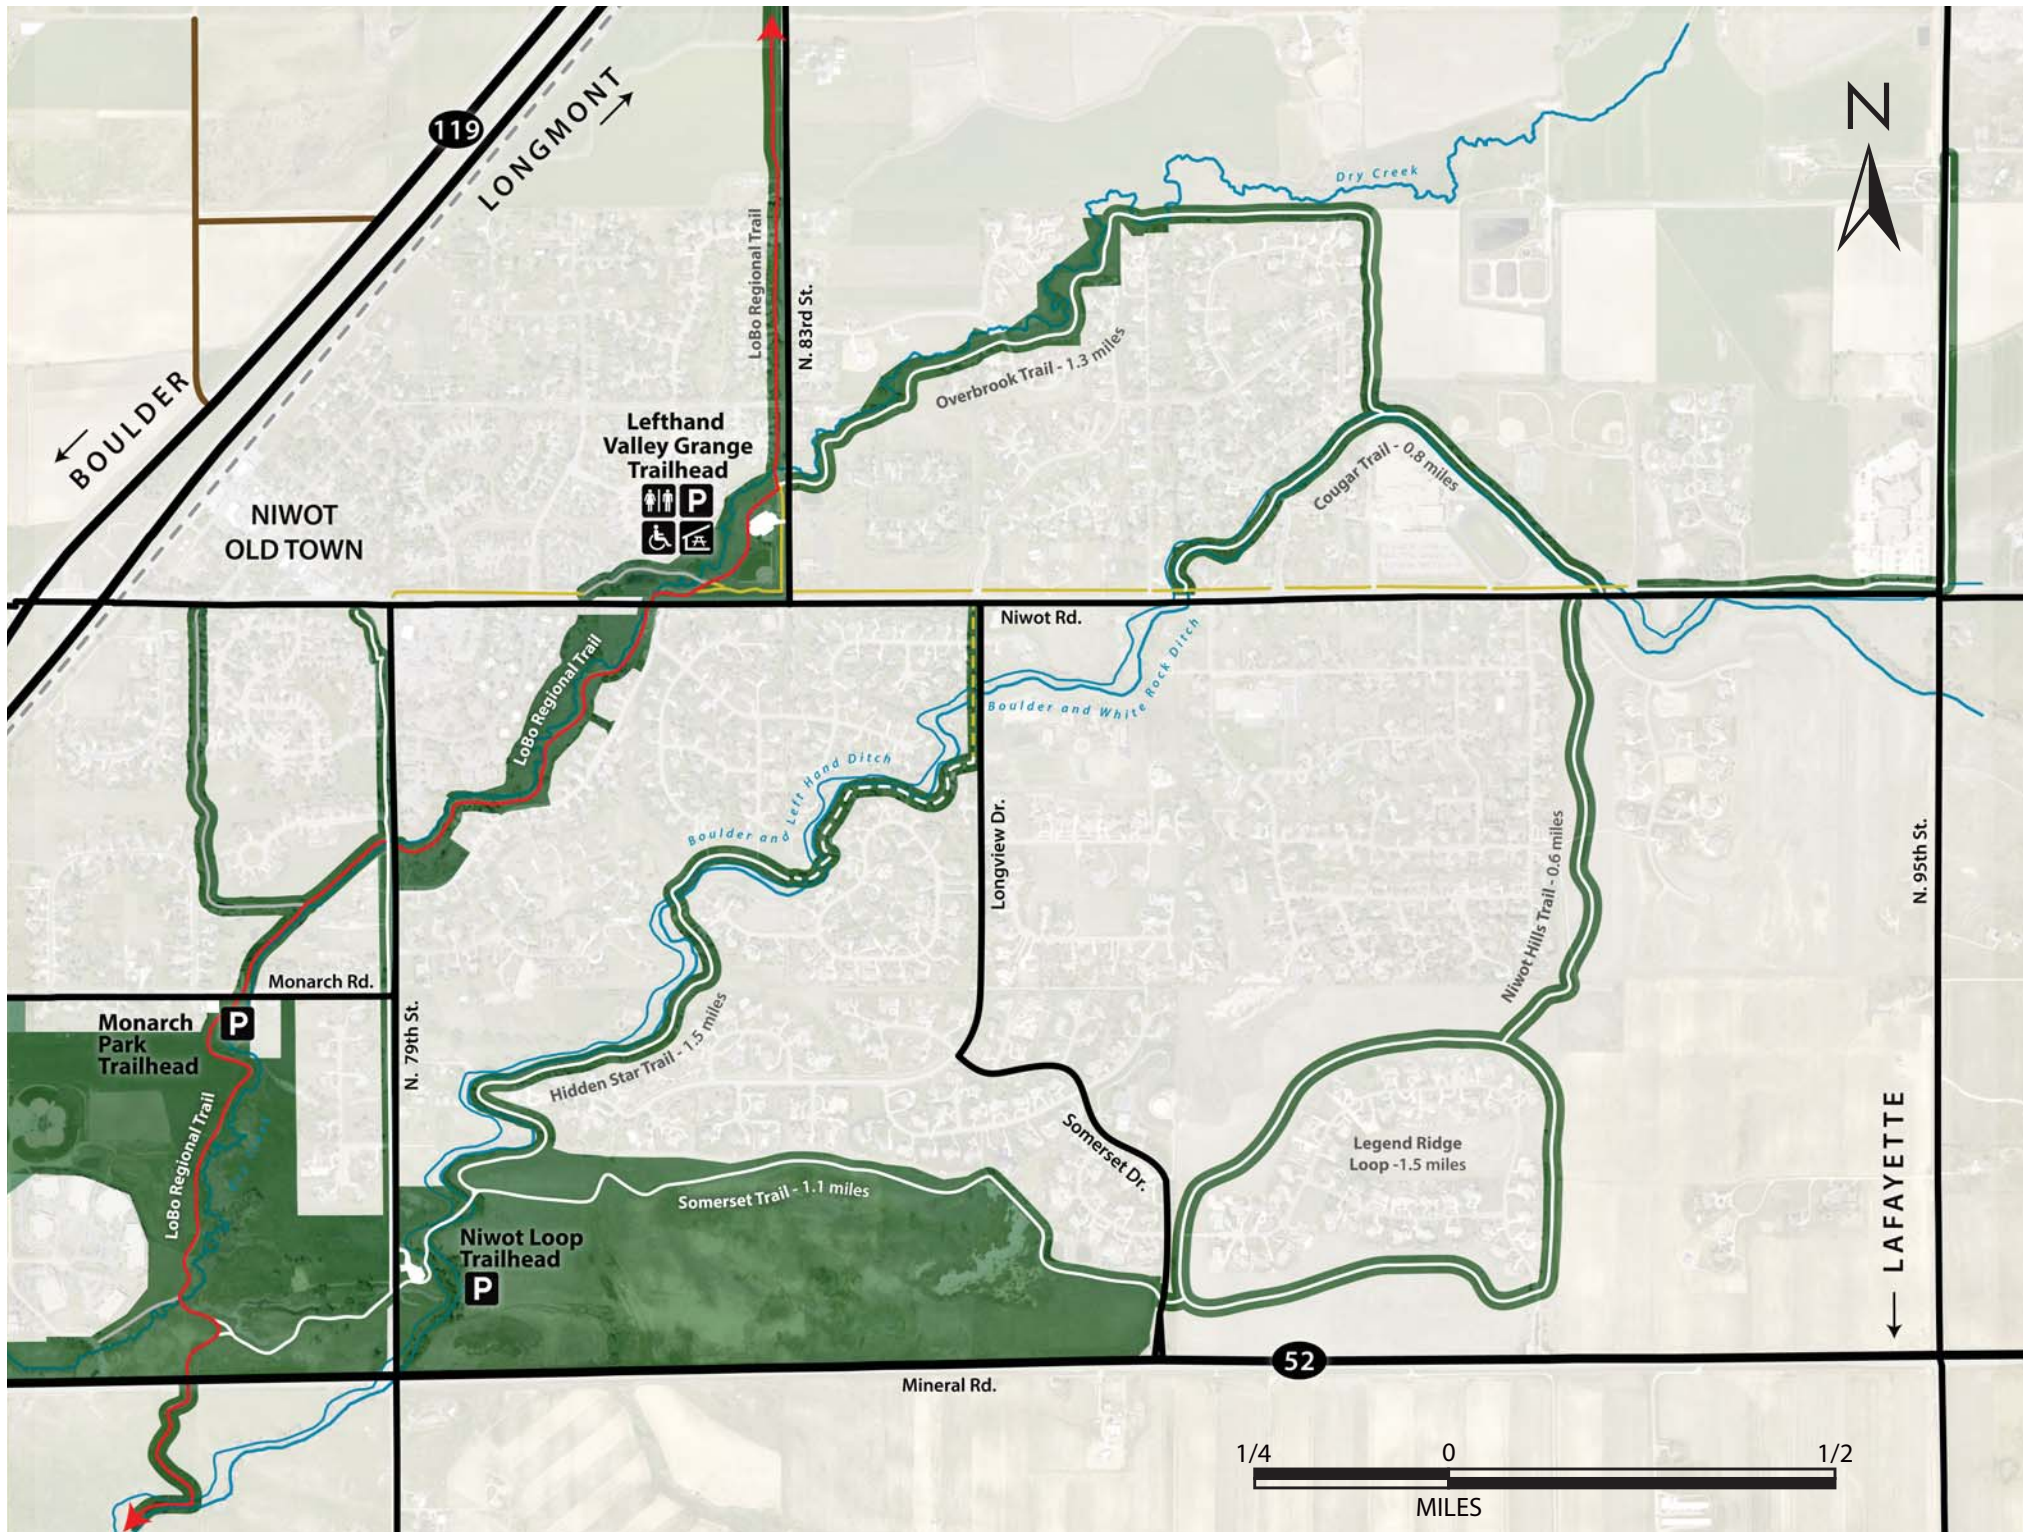 N
119
LONGMONT
Dry Creek
LoBo Regional Trail
N. 83rd St.
BOULDER
Overbrook Trail - 1.3 miles
Lefthand
Valley Grange
Trailhead
P
Cougar Trail - 0.8 miles
NIWOT
OLD TOWN
Niwot Rd.
LoBo Regional Trail
Boulder and White Rock Ditch
Boulder and Left Hand Ditch
Longview Dr.
N. 95th St.
Niwot Hills Trail - 0.6 miles
Monarch Rd.
P
Monarch
Park
Trailhead
N. 79th St.
Hidden Star Trail - 1.5 miles
LoBo Regional Trail
Somerset Dr.
Legend Ridge
Loop -1.5 miles
LAFAYETTE
Somerset Trail - 1.1 miles
Niwot Loop
Trailhead
P
52
Mineral Rd.
1/4 0 1/2
MILES